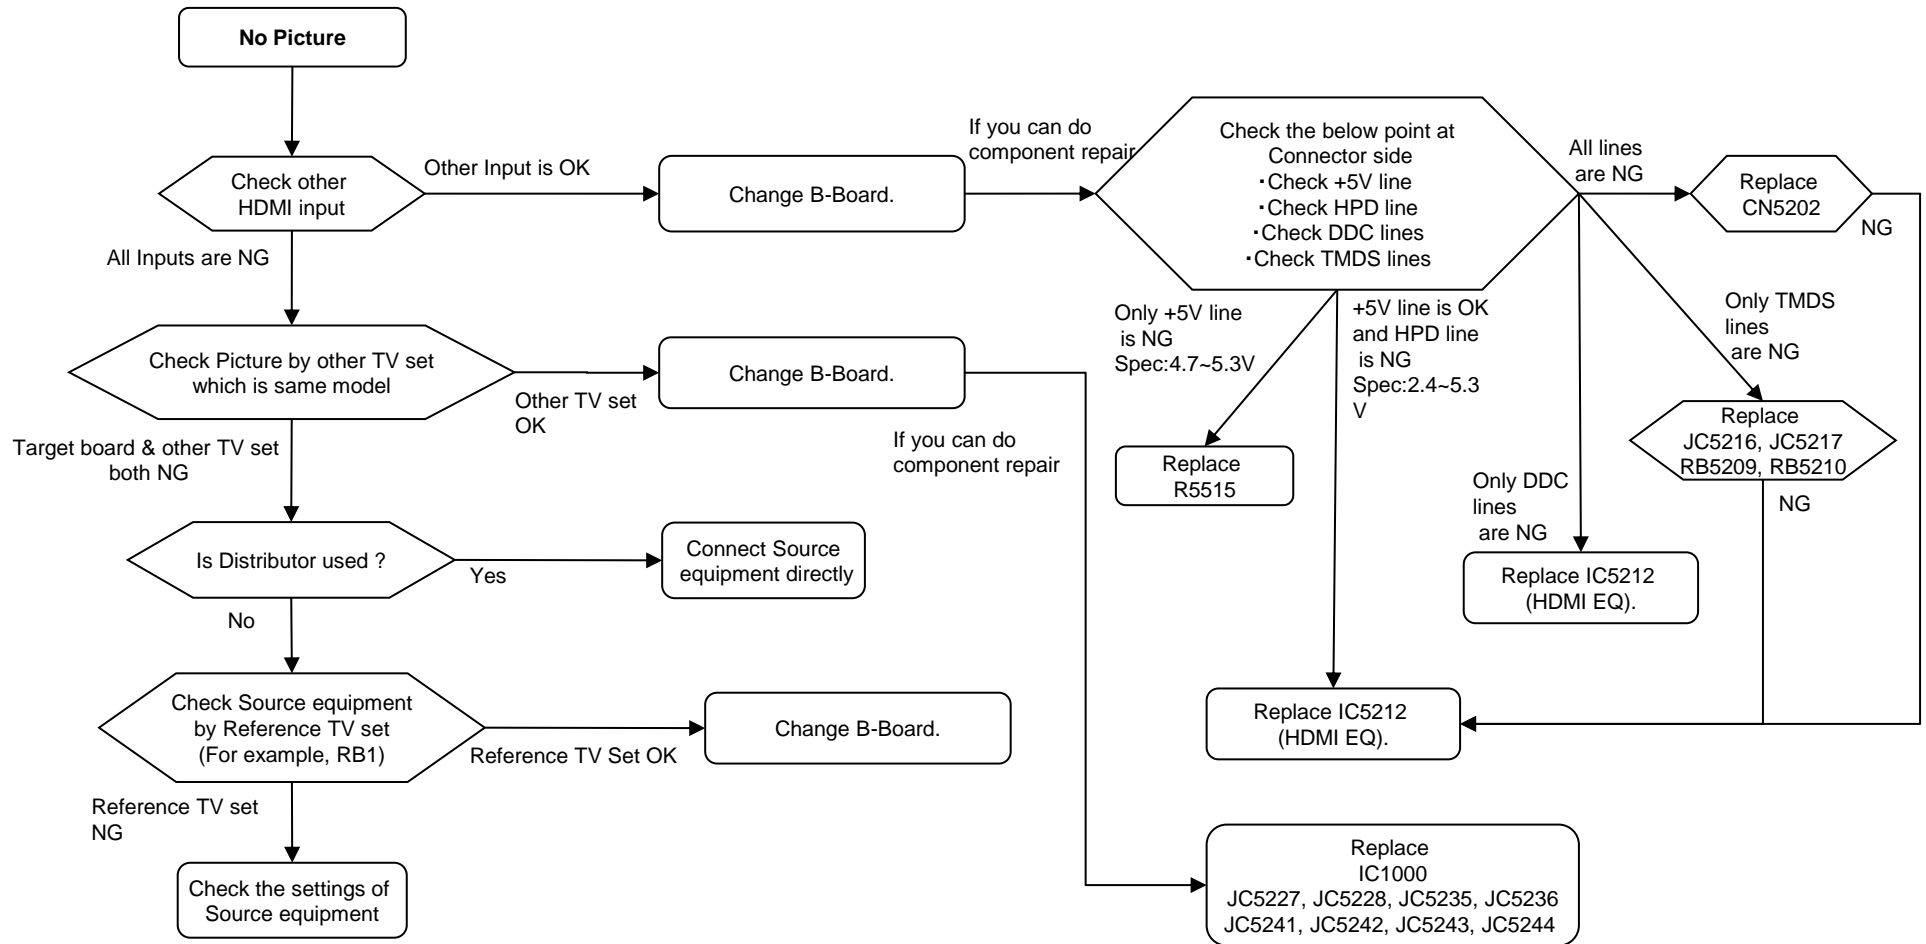 No Picture
Check other
HDMI input
Other Input is OK
All Inputs are NG
Change B-Board.
If you can do
component repair
Check the below point at
Connector side
・Check +5V line
・Check HPD line
・Check DDC lines
・Check TMDS lines
All lines
are NG
Replace
CN5202
NG
Only +5V line
is NG
Spec:4.7~5.3V
+5V line is OK
and HPD line
is NG
Spec:2.4~5.3
V
Only TMDS
lines
are NG
Only DDC
lines
are NG
Replace
R5515
Replace
JC5216, JC5217
RB5209, RB5210
NG
Replace IC5212
(HDMI EQ).
Replace IC5212
(HDMI EQ).
Check Picture by other TV set
which is same model
Other TV set
OK
Change B-Board.
If you can do
component repair
Target board & other TV set
both NG
Is Distributor used ?
Yes
Connect Source
equipment directly
No
Check Source equipment
by Reference TV set
(For example, RB1)
Reference TV Set OK
Change B-Board.
Reference TV set
NG
Check the settings of
Source equipment
Replace
IC1000
JC5227, JC5228, JC5235, JC5236
JC5241, JC5242, JC5243, JC5244